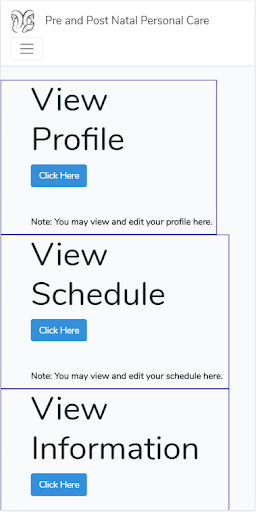 Pre and Post Natal Personal Care
View
Profile
Click Here
Note: You may view and edit your profile here.
View
Schedule
Click Here
Note: You may view and edit your schedule here.
View
Information
Click Here